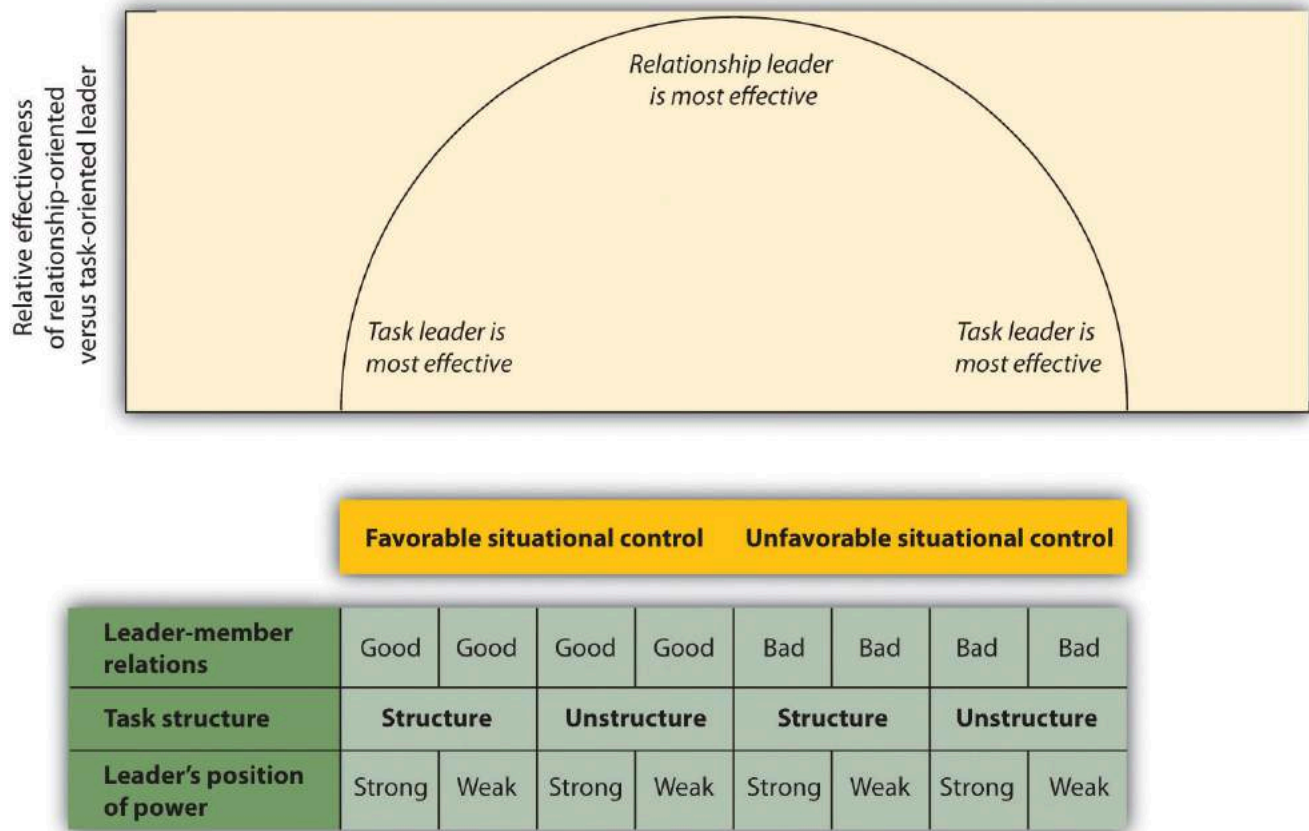 Relative effectiveness
of relationship-oriented
versus task-oriented leader
Relationship leader
is most effective
Task leader is
most effective
Task leader is
most effective
Favorable situational control Unfavorable situational control
Leader-member
relations
Good Good Good Good Bad Bad Bad Bad
Task structure Structure Unstructure Structure Unstructure
Leader's position
of power
Strong Weak Strong Weak Strong Weak Strong Weak